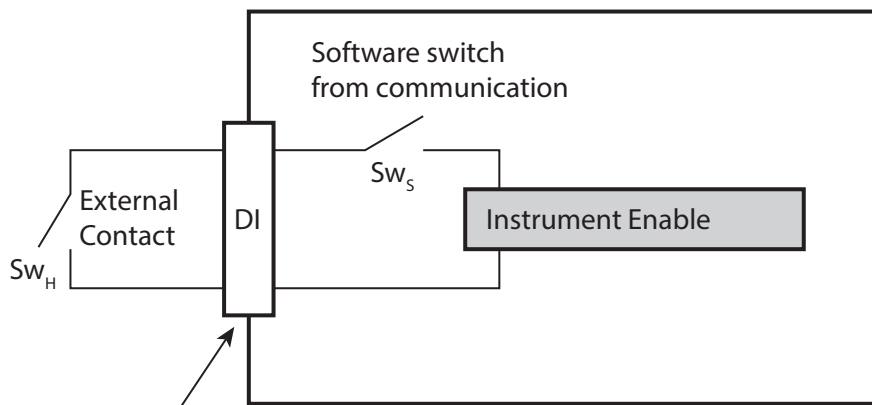 Software switch
from communication
Sw_S
External
Contact
DI
Instrument Enable
Sw_H